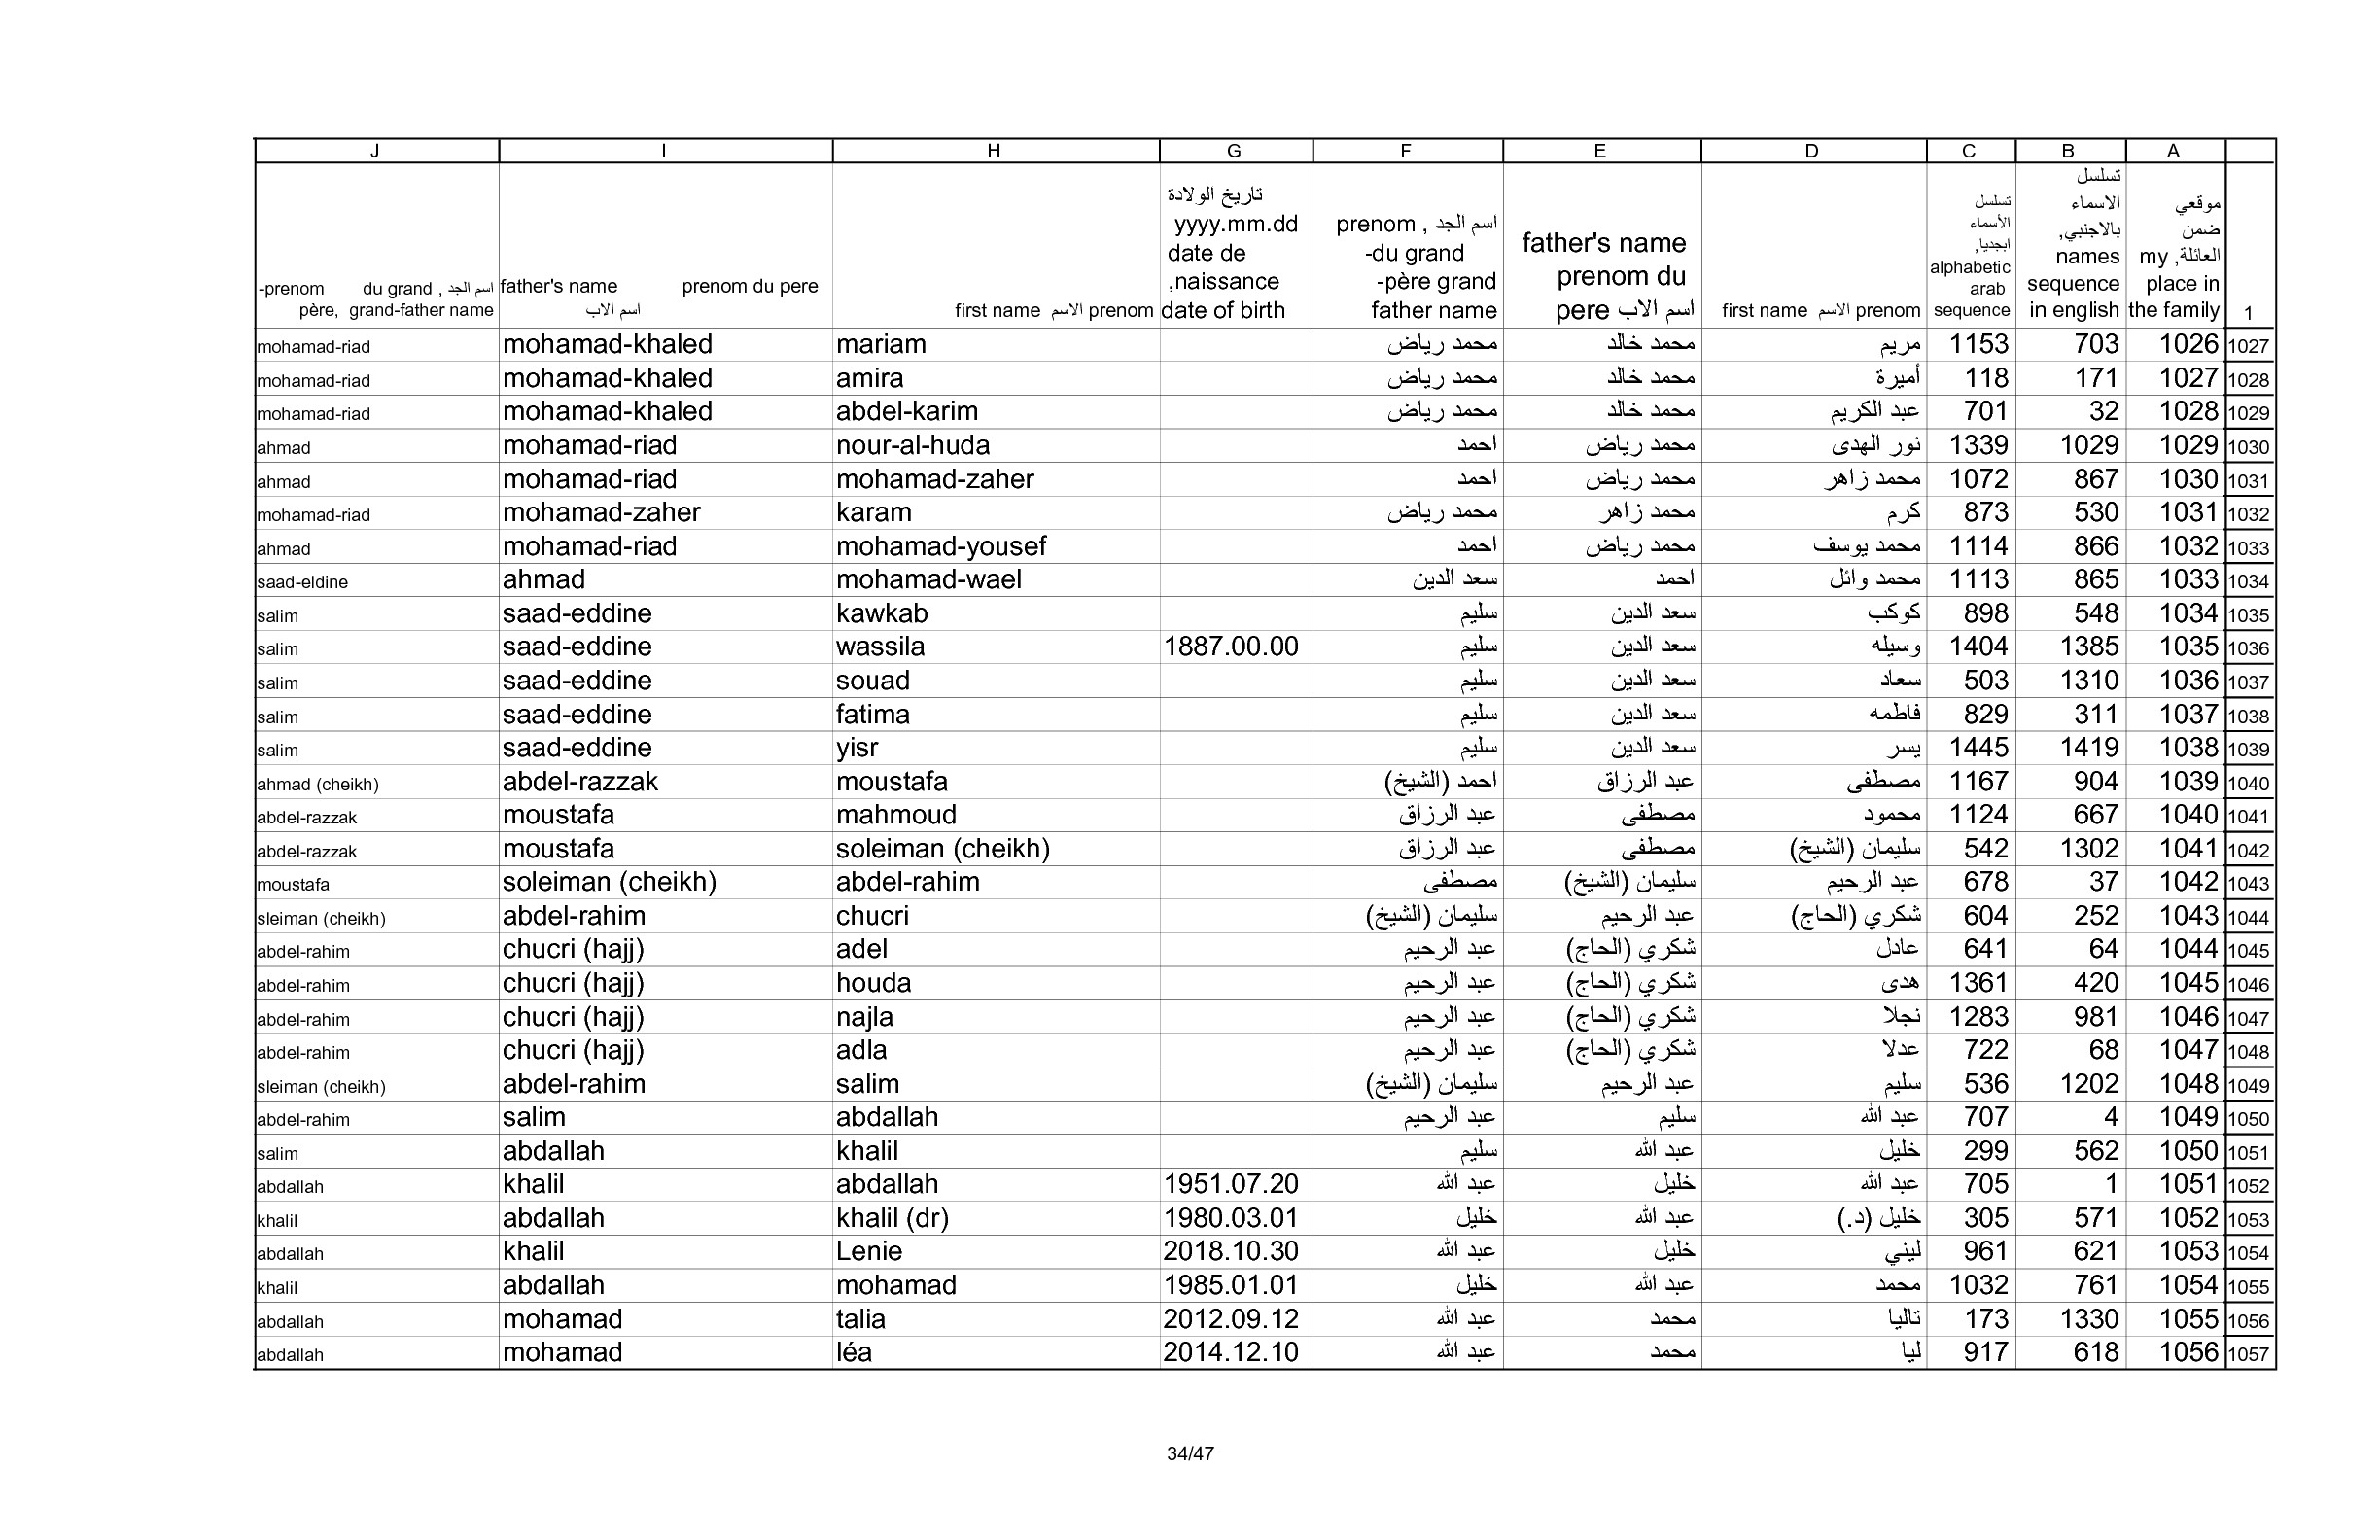 J I H G F E D C B A
-prenom du grand , اسم الجد père, grand-father name | father's name prenom du pere اسم الاب | first name الاسم prenom | تاريخ الولادة yyyy.mm.dd date de ,naissance date of birth | prenom , اسم الجد -du grand -père grand father name | father's name prenom du pere اسم الاب | first name الاسم prenom | تسلسل الأسماء ابجديا, alphabetic arab sequence | تسلسل الاسماء بالاجنبي, names sequence in english | موقعي ضمن العائلة, my place in the family | 1
mohamad-riad mohamad-khaled mariam محمد رياض محمد خالد مريم 1153 703 1026 1027
mohamad-riad mohamad-khaled amira محمد رياض محمد خالد أميرة 118 171 1027 1028
mohamad-riad mohamad-khaled abdel-karim محمد رياض محمد خالد عبد الكريم 701 32 1028 1029
ahmad mohamad-riad nour-al-huda احمد محمد رياض نور الهدى 1339 1029 1029 1030
ahmad mohamad-riad mohamad-zaher احمد محمد رياض محمد زاهر 1072 867 1030 1031
mohamad-riad mohamad-zaher karam محمد رياض محمد زاهر كرم 873 530 1031 1032
ahmad mohamad-riad mohamad-yousef احمد محمد رياض محمد يوسف 1114 866 1032 1033
saad-eldine ahmad mohamad-wael سعد الدين احمد محمد وائل 1113 865 1033 1034
salim saad-eddine kawkab سليم سعد الدين كوكب 898 548 1034 1035
salim saad-eddine wassila 1887.00.00 سليم سعد الدين وسيله 1404 1385 1035 1036
salim saad-eddine souad سليم سعد الدين سعاد 503 1310 1036 1037
salim saad-eddine fatima سليم سعد الدين فاطمه 829 311 1037 1038
salim saad-eddine yisr سليم سعد الدين يسر 1445 1419 1038 1039
ahmad (cheikh) abdel-razzak moustafa احمد (الشيخ) عبد الرزاق مصطفى 1167 904 1039 1040
abdel-razzak moustafa mahmoud عبد الرزاق مصطفى محمود 1124 667 1040 1041
abdel-razzak moustafa soleiman (cheikh) عبد الرزاق مصطفى سليمان (الشيخ) 542 1302 1041 1042
moustafa soleiman (cheikh) abdel-rahim مصطفى سليمان (الشيخ) عبد الرحيم 678 37 1042 1043
sleiman (cheikh) abdel-rahim chucri سليمان (الشيخ) عبد الرحيم شكري (الحاج) 604 252 1043 1044
abdel-rahim chucri (hajj) adel عبد الرحيم شكري (الحاج) عادل 641 64 1044 1045
abdel-rahim chucri (hajj) houda عبد الرحيم شكري (الحاج) هدى 1361 420 1045 1046
abdel-rahim chucri (hajj) najla عبد الرحيم شكري (الحاج) نجلا 1283 981 1046 1047
abdel-rahim chucri (hajj) adla عبد الرحيم شكري (الحاج) عدلا 722 68 1047 1048
sleiman (cheikh) abdel-rahim salim سليمان (الشيخ) عبد الرحيم سليم 536 1202 1048 1049
abdel-rahim salim abdallah عبد الرحيم سليم عبد الله 707 4 1049 1050
salim abdallah khalil سليم عبد الله خليل 299 562 1050 1051
abdallah khalil abdallah 1951.07.20 عبد الله خليل عبد الله 705 1 1051 1052
khalil abdallah khalil (dr) 1980.03.01 خليل عبد الله خليل (د.) 305 571 1052 1053
abdallah khalil Lenie 2018.10.30 عبد الله خليل ليني 961 621 1053 1054
khalil abdallah mohamad 1985.01.01 خليل عبد الله محمد 1032 761 1054 1055
abdallah mohamad talia 2012.09.12 عبد الله محمد تاليا 173 1330 1055 1056
abdallah mohamad léa 2014.12.10 عبد الله محمد ليا 917 618 1056 1057
34/47